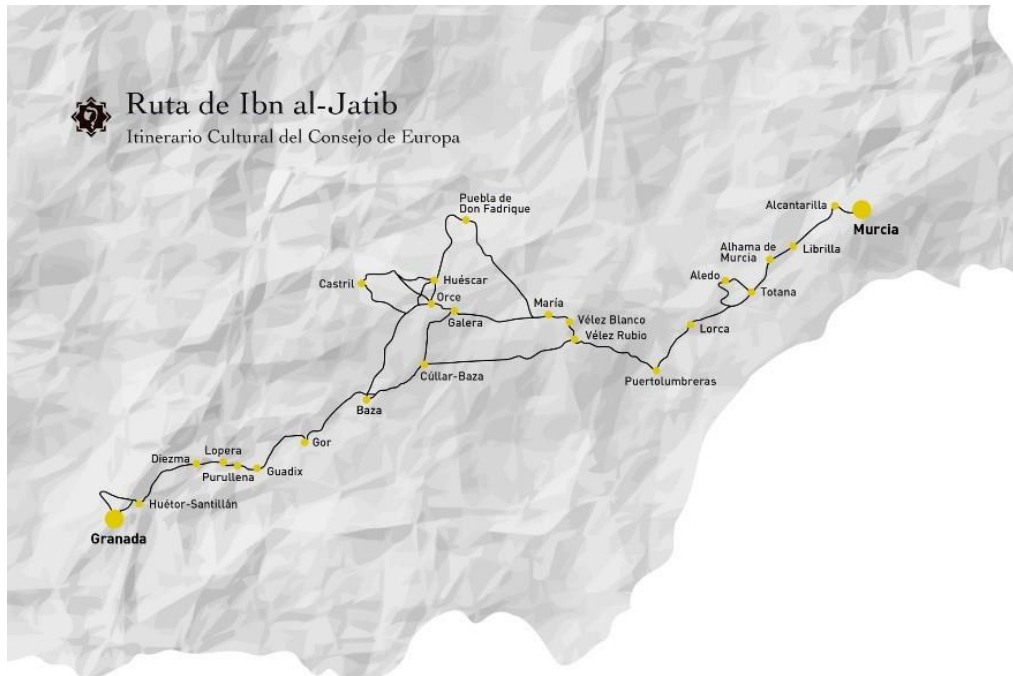 Ruta de Ibn al-Jatib
Itinerario Cultural del Consejo de Europa
Puebla de
Don Fadrique
Alcantarilla
Murcia
Alhama de
Murcia
Librilla
Aledo
Totana
Castril
Huéscar
Orce
Galera
María
Vélez Blanco
Vélez Rubio
Lorca
Cúllar-Baza
Puertolumbreras
Baza
Gor
Lopera
Diezma
Purullena
Guadix
Huétor-Santillán
Granada